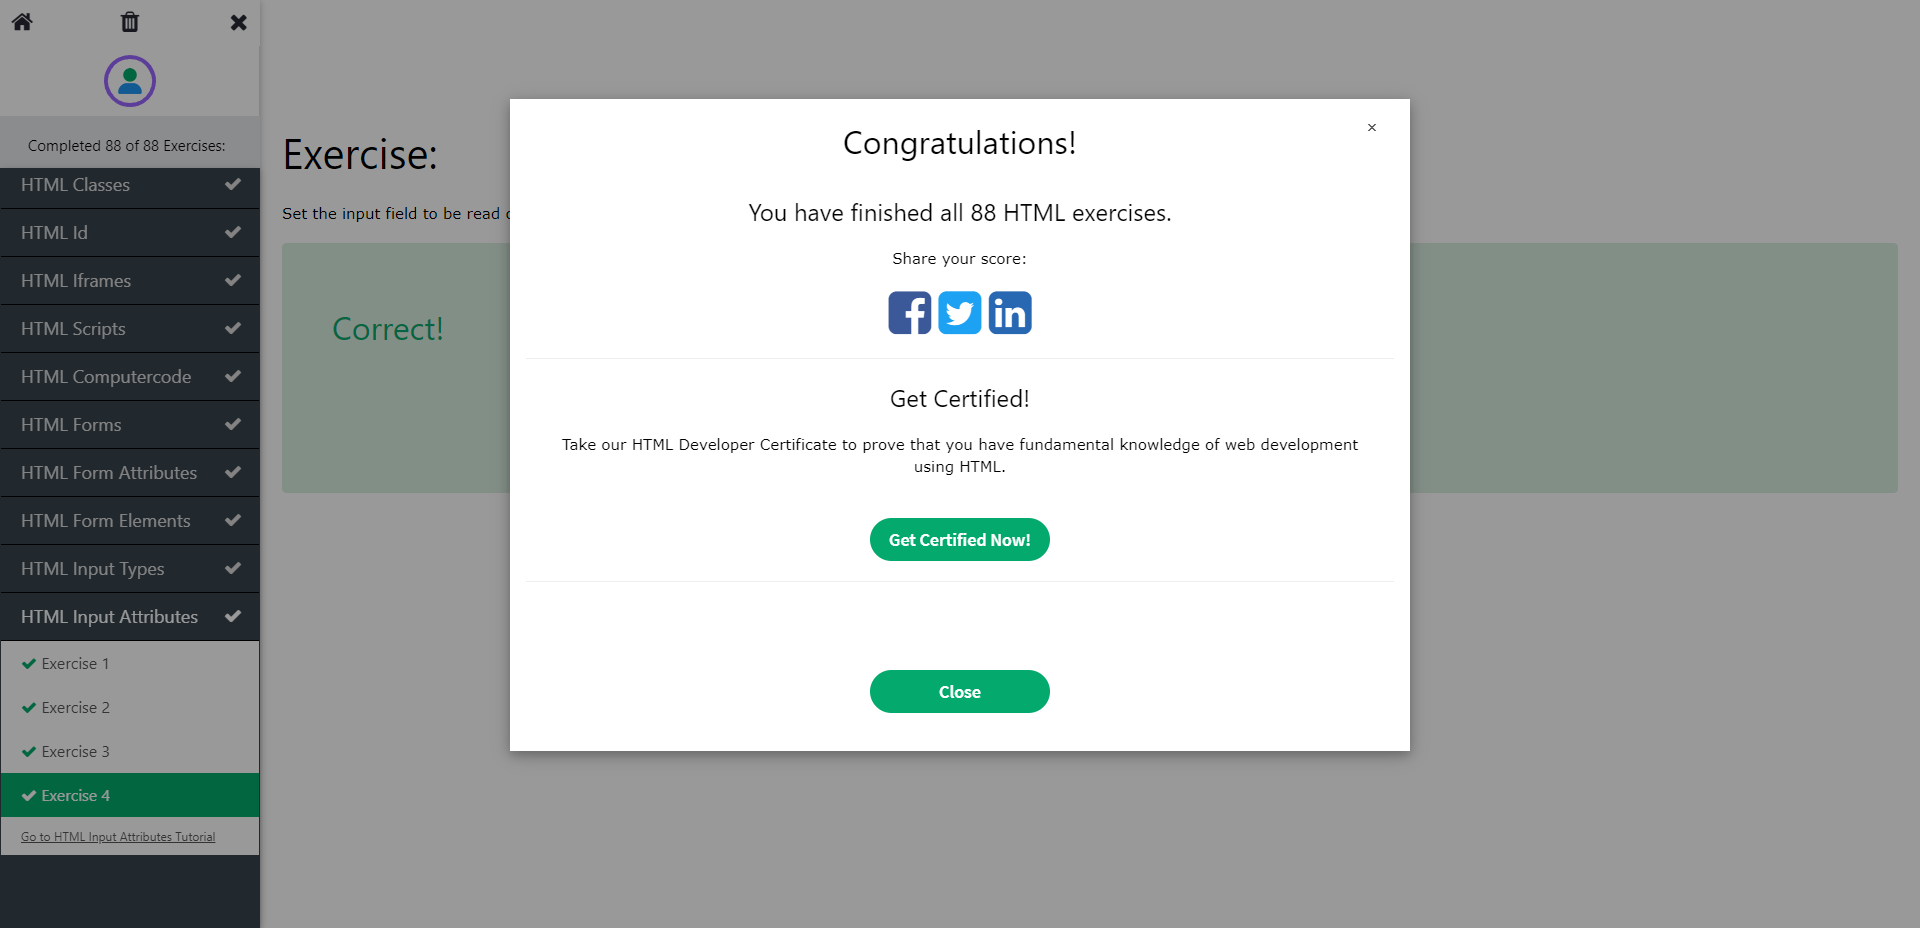 Completed 88 of 88 Exercises:
HTML Classes
HTML Id
HTML Iframes
HTML Scripts
HTML Computercode
HTML Forms
HTML Form Attributes
HTML Form Elements
HTML Input Types
HTML Input Attributes
Exercise 1
Exercise 2
Exercise 3
Exercise 4
Go to HTML Input Attributes Tutorial
Exercise:
Set the input field to be read
Correct!
×
Congratulations!
You have finished all 88 HTML exercises.
Share your score:
Get Certified!
Take our HTML Developer Certificate to prove that you have fundamental knowledge of web development
using HTML.
Get Certified Now!
Close